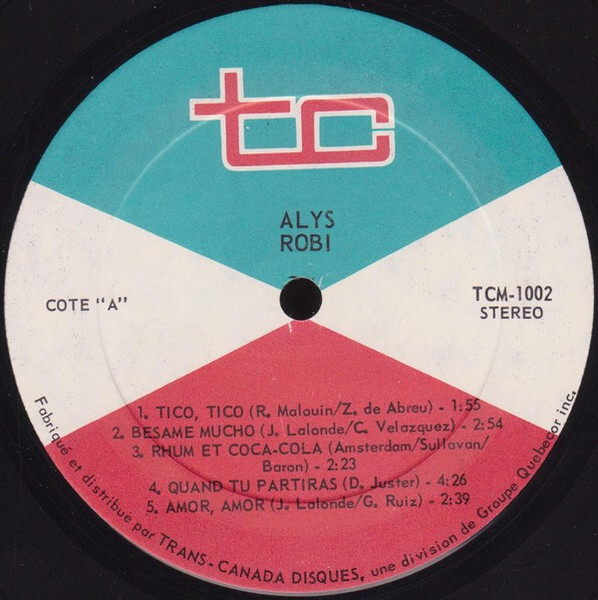 tc
ALYS
ROBI
COTE "A"
TCM-1002
STEREO
1. TICO, TICO (R. Malouin/Z. de Abreu) - 1:55
2. BESAME MUCHO (J. Lalonde/C. Velazquez) - 2:54
3. RHUM ET COCA-COLA (Amsterdam/Sullavan/
Baron) - 2:23
4. QUAND TU PARTIRAS (D. Juster) - 4:26
5. AMOR, AMOR (J. Lalonde/G. Ruiz) - 2:39
Fabriqué et distribué par TRANS-CANADA DISQUES, une division de Groupe Quebecor inc.